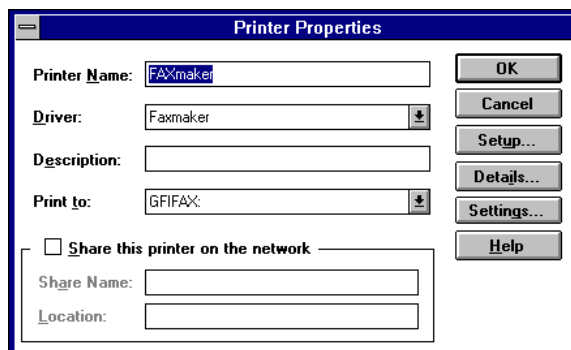 Printer Properties
Printer Name: FAXmaker
Driver: Faxmaker
Description:
Print to: GFIFAX:
Share this printer on the network
Share Name:
Location:
OK
Cancel
Setup...
Details...
Settings...
Help